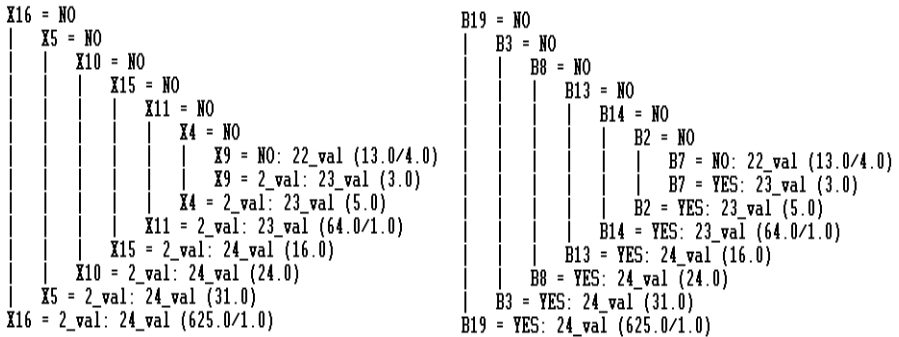 X16 = NO
|   X5 = NO
|   |   X10 = NO
|   |   |   X15 = NO
|   |   |   |   X11 = NO
|   |   |   |   |   X4 = NO
|   |   |   |   |   |   X9 = NO: 22_val (13.0/4.0)
|   |   |   |   |   |   X9 = 2_val: 23_val (3.0)
|   |   |   |   |   X4 = 2_val: 23_val (5.0)
|   |   |   |   X11 = 2_val: 23_val (64.0/1.0)
|   |   |   X15 = 2_val: 24_val (16.0)
|   |   X10 = 2_val: 24_val (24.0)
|   X5 = 2_val: 24_val (31.0)
X16 = 2_val: 24_val (625.0/1.0)
B19 = NO
|   B3 = NO
|   |   B8 = NO
|   |   |   B13 = NO
|   |   |   |   B14 = NO
|   |   |   |   |   B2 = NO
|   |   |   |   |   |   B7 = NO: 22_val (13.0/4.0)
|   |   |   |   |   |   B7 = YES: 23_val (3.0)
|   |   |   |   |   B2 = YES: 23_val (5.0)
|   |   |   |   B14 = YES: 23_val (64.0/1.0)
|   |   |   B13 = YES: 24_val (16.0)
|   |   B8 = YES: 24_val (24.0)
|   B3 = YES: 24_val (31.0)
B19 = YES: 24_val (625.0/1.0)